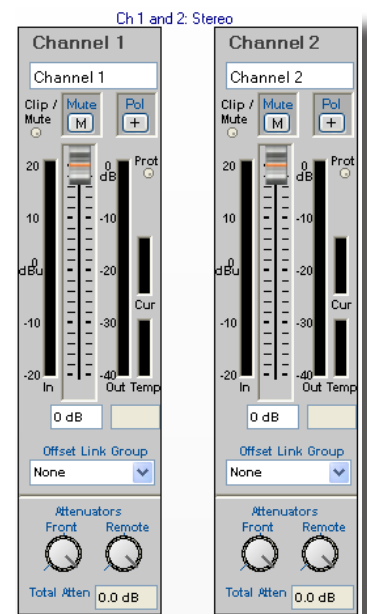 Ch 1 and 2: Stereo
Channel 1
Channel 1
Clip / Mute
Mute
M
Pol
+
20
10
0
dBu
-10
-20
In
0
dB
-10
-20
-30
-40
Out
Prot
Cur
Temp
0 dB
Offset Link Group
None
Attenuators
Front
Remote
Total Atten
0.0 dB
Channel 2
Channel 2
Clip / Mute
Mute
M
Pol
+
20
10
0
dBu
-10
-20
In
0
dB
-10
-20
-30
-40
Out
Prot
Cur
Temp
0 dB
Offset Link Group
None
Attenuators
Front
Remote
Total Atten
0.0 dB